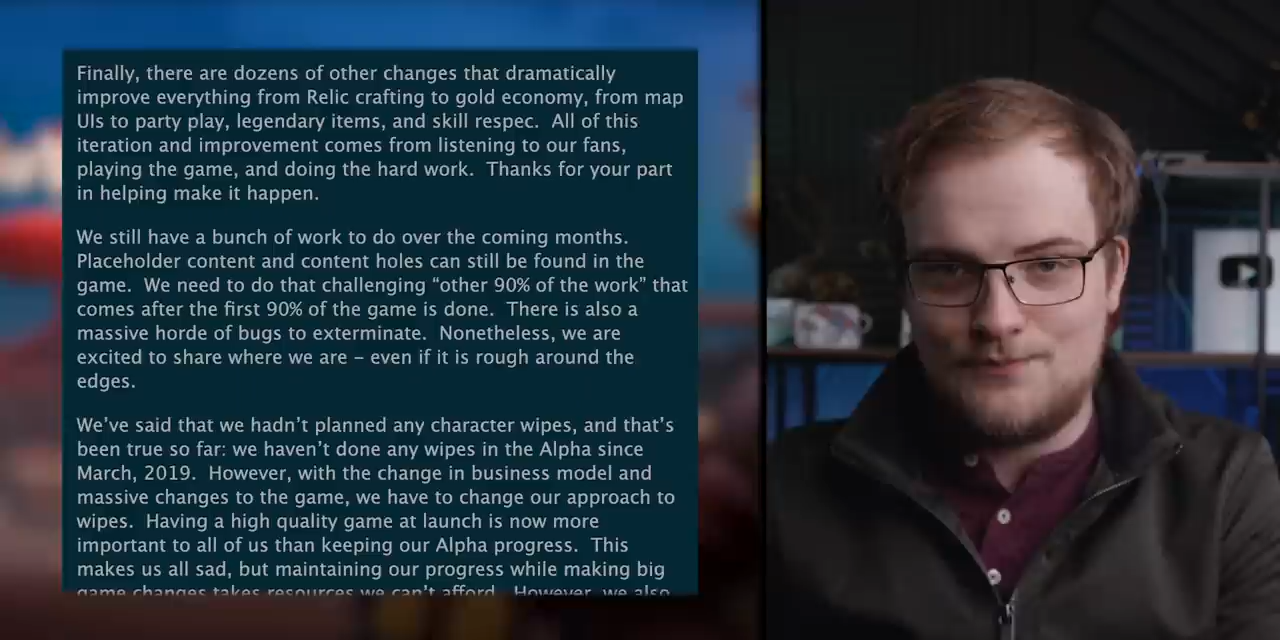 Finally, there are dozens of other changes that dramatically
improve everything from Relic crafting to gold economy, from map
UIs to party play, legendary items, and skill respec.  All of this
iteration and improvement comes from listening to our fans,
playing the game, and doing the hard work.  Thanks for your part
in helping make it happen.
We still have a bunch of work to do over the coming months.
Placeholder content and content holes can still be found in the
game.  We need to do that challenging “other 90% of the work” that
comes after the first 90% of the game is done.  There is also a
massive horde of bugs to exterminate.  Nonetheless, we are
excited to share where we are – even if it is rough around the
edges.
We’ve said that we hadn’t planned any character wipes, and that’s
been true so far: we haven’t done any wipes in the Alpha since
March, 2019.  However, with the change in business model and
massive changes to the game, we have to change our approach to
wipes.  Having a high quality game at launch is now more
important to all of us than keeping our Alpha progress.  This
makes us all sad, but maintaining our progress while making big
game changes takes resources we can’t afford.  However, we also